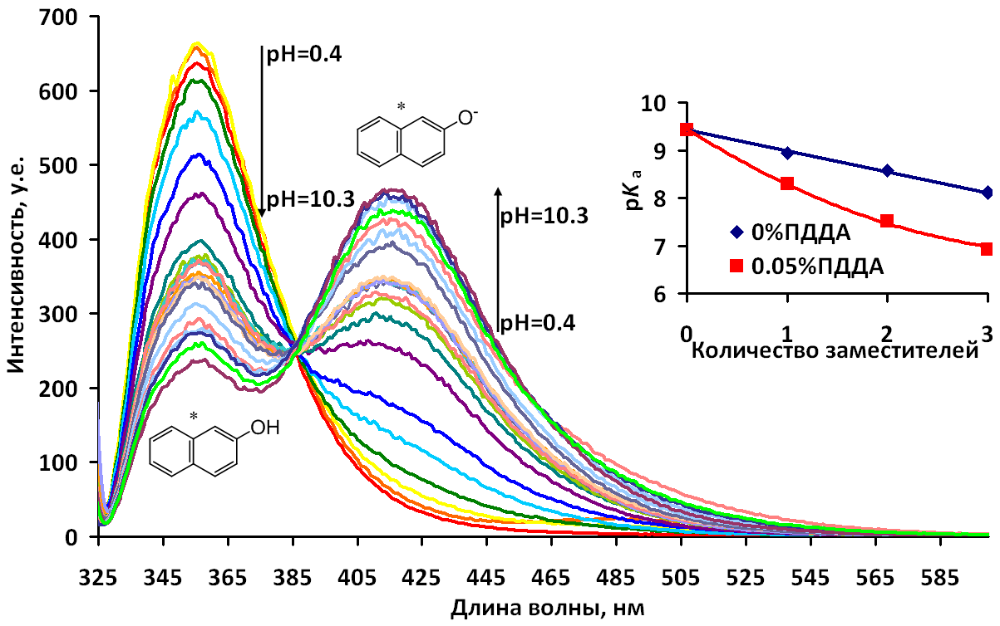 700
600
500
400
300
200
100
0
Интенсивность, у.е.
325 345 365 385 405 425 445 465 485 505 525 545 565 585
Длина волны, нм
pH=0.4
pH=10.3
*
O-
*
OH
pH=10.3
pH=0.4
10
9
8
7
6
pK a
0%ПДДА
0.05%ПДДА
0 1 2 3
Количество заместителей